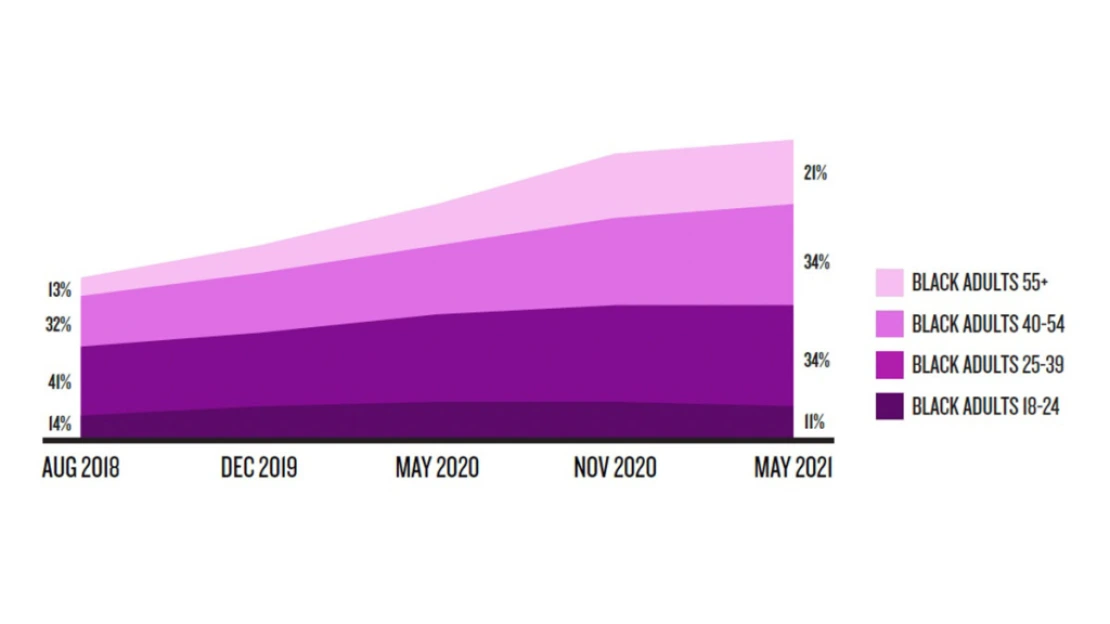 21%
13%
34%
32%
34%
41%
11%
14%
AUG 2018
DEC 2019
MAY 2020
NOV 2020
MAY 2021
BLACK ADULTS 55+
BLACK ADULTS 40-54
BLACK ADULTS 25-39
BLACK ADULTS 18-24